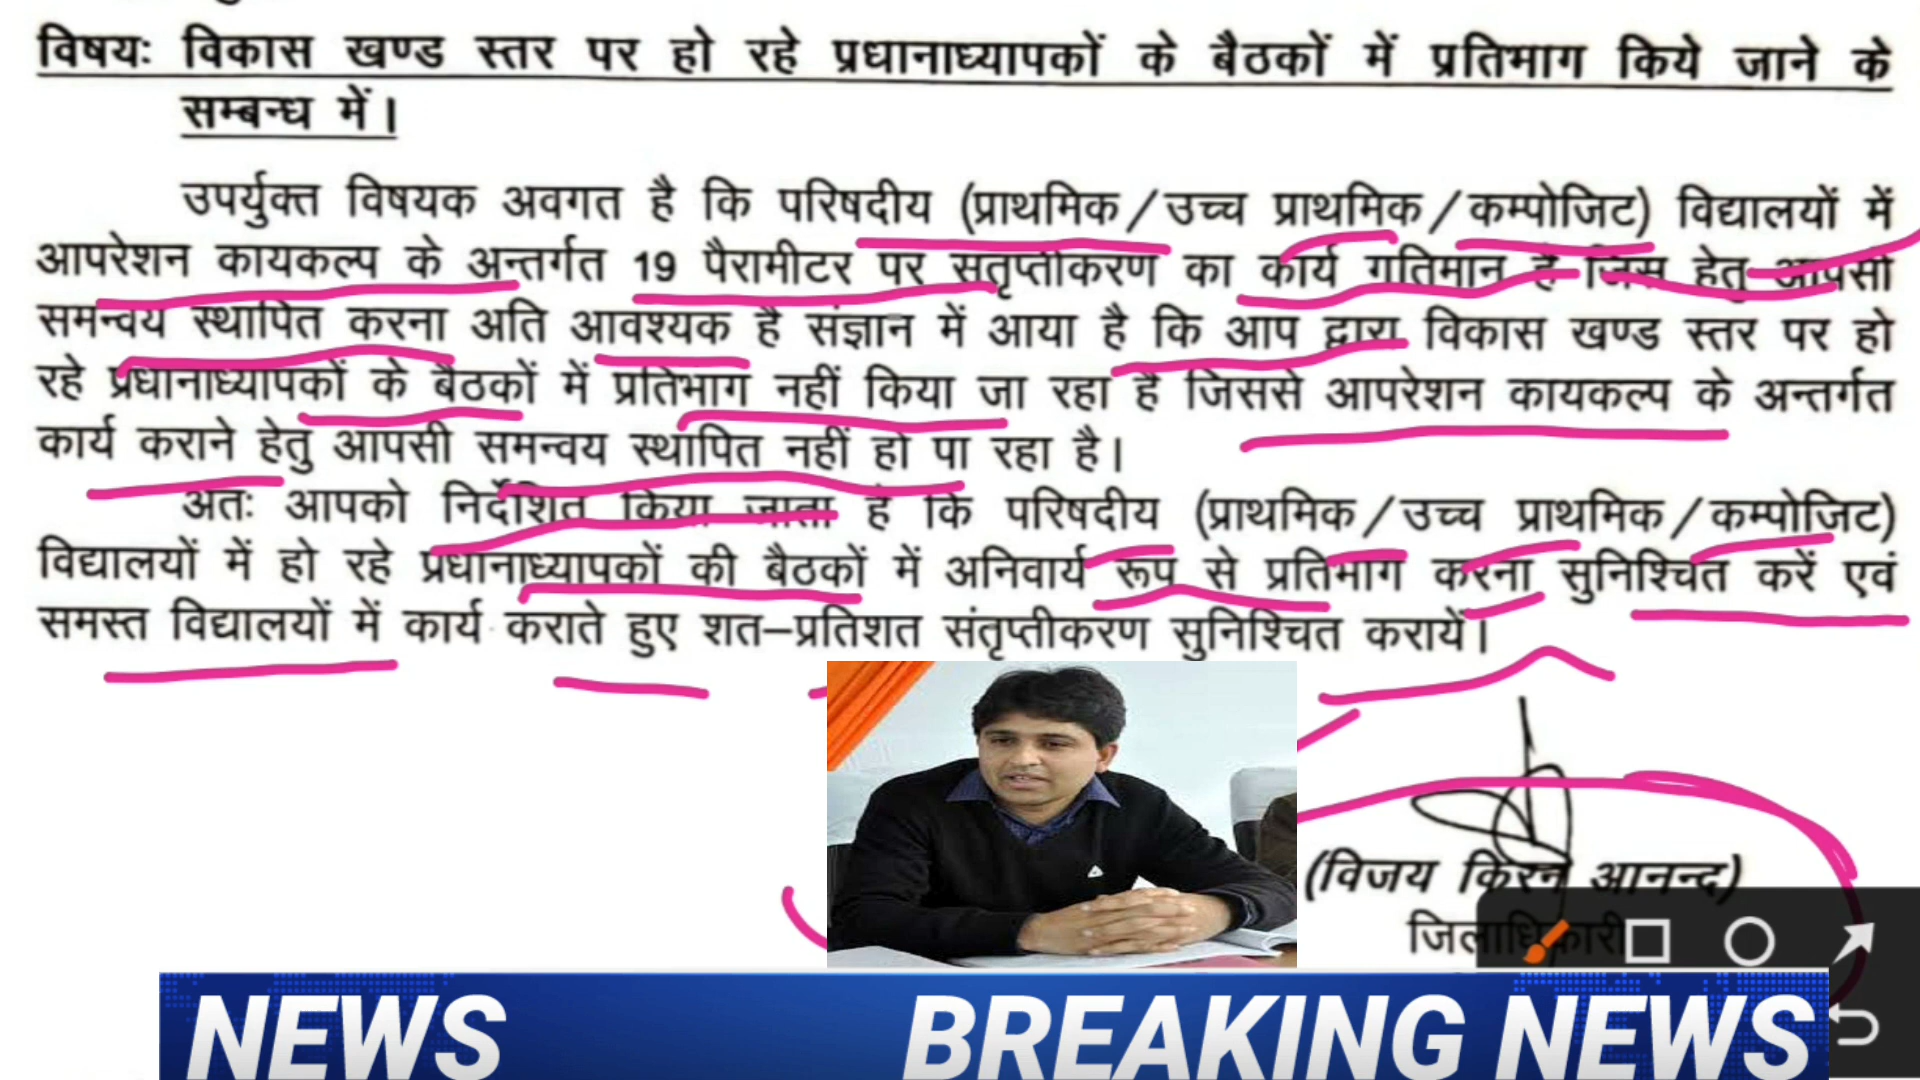 विषयः विकास खण्ड स्तर पर हो रहे प्रधानाध्यापकों के बैठकों में प्रतिभाग किये जाने के
सम्बन्ध में।
उपर्युक्त विषयक अवगत है कि परिषदीय (प्राथमिक/उच्च प्राथमिक/कम्पोजिट) विद्यालयों में
आपरेशन कायकल्प के अन्तर्गत 19 पैरामीटर पर सतृप्तीकरण का कार्य गतिमान है जिस हेतु आपसी
समन्वय स्थापित करना अति आवश्यक है संज्ञान में आया है कि आप द्वारा विकास खण्ड स्तर पर हो
रहे प्रधानाध्यापकों के बैठकों में प्रतिभाग नहीं किया जा रहा है जिससे आपरेशन कायकल्प के अन्तर्गत
कार्य कराने हेतु आपसी समन्वय स्थापित नहीं हो पा रहा है।
अतः आपको निर्देशित किया जाता है कि परिषदीय (प्राथमिक/उच्च प्राथमिक/कम्पोजिट)
विद्यालयों में हो रहे प्रधानाध्यापकों की बैठकों में अनिवार्य रूप से प्रतिभाग करना सुनिश्चित करें एवं
समस्त विद्यालयों में कार्य कराते हुए शत-प्रतिशत संतृप्तीकरण सुनिश्चित करायें।
(विजय किरन आनन्द)
जिलाधिकारी
NEWS BREAKING NEWS